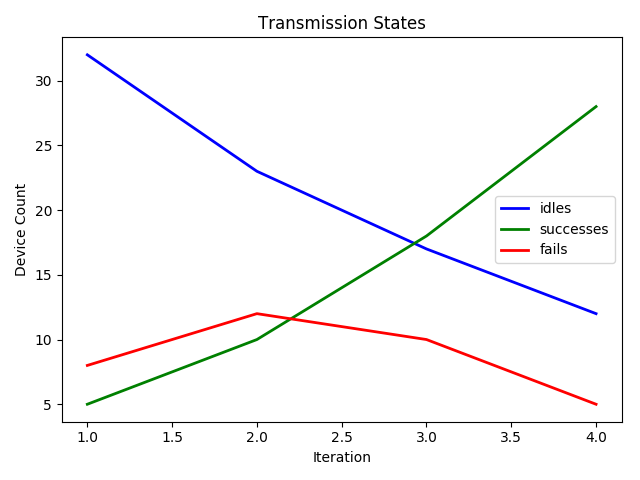 Transmission States
Device Count
30
25
20
15
10
5
idles
successes
fails
1.0 1.5 2.0 2.5 3.0 3.5 4.0
Iteration